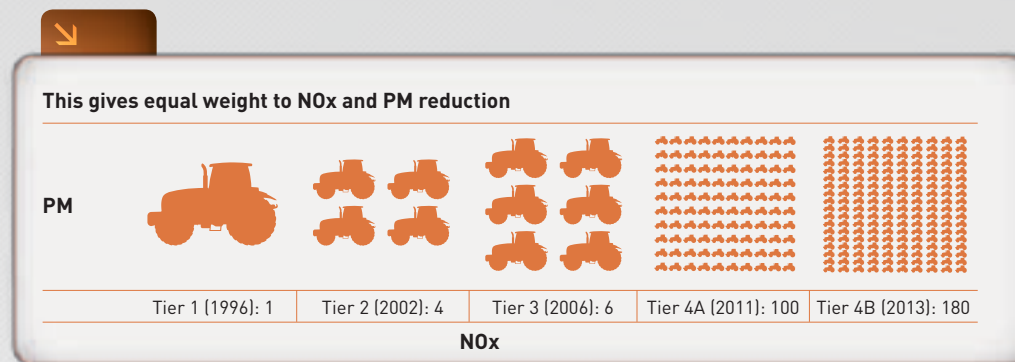 This gives equal weight to NOx and PM reduction
PM
Tier 1 (1996): 1
Tier 2 (2002): 4
Tier 3 (2006): 6
Tier 4A (2011): 100
Tier 4B (2013): 180
NOx